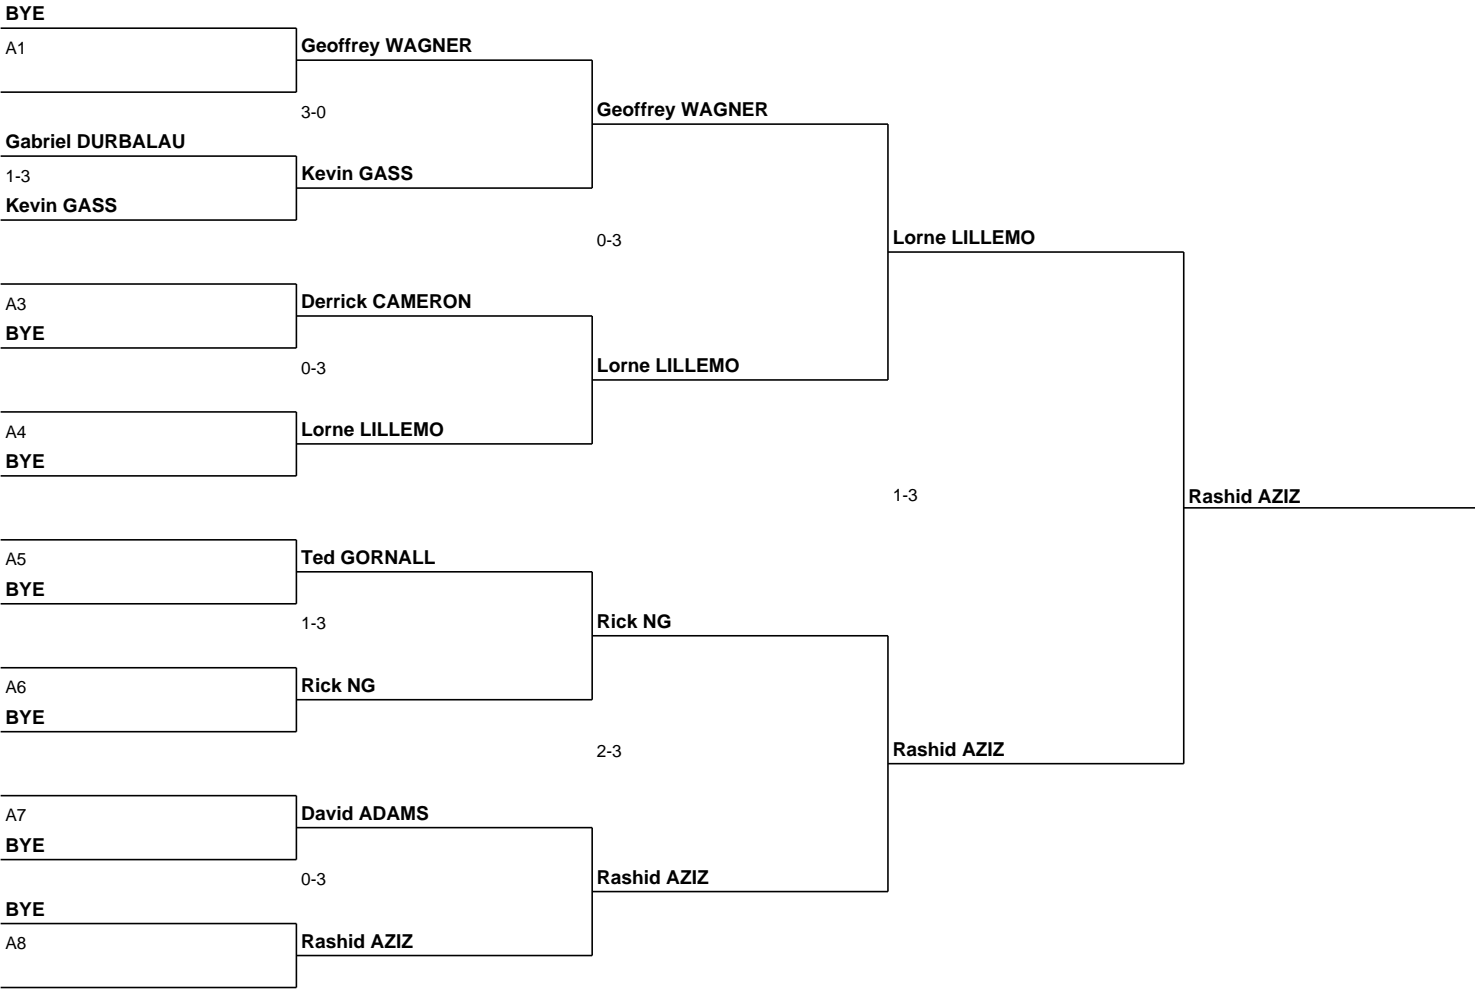 BYE
A1
Geoffrey WAGNER
3-0
Geoffrey WAGNER
Gabriel DURBALAU
1-3
Kevin GASS
Kevin GASS
0-3
Lorne LILLEMO
A3
Derrick CAMERON
BYE
0-3
Lorne LILLEMO
A4
Lorne LILLEMO
BYE
1-3
Rashid AZIZ
A5
Ted GORNALL
BYE
1-3
Rick NG
A6
Rick NG
BYE
2-3
Rashid AZIZ
A7
David ADAMS
BYE
0-3
Rashid AZIZ
BYE
A8
Rashid AZIZ